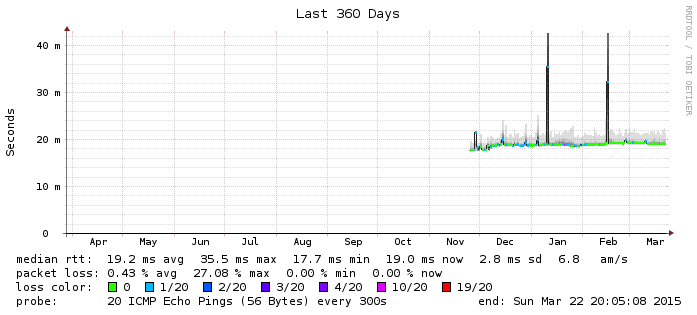 Last 360 Days
RRDTOOL / TOBI OETIKER
Seconds
40 m
30 m
20 m
10 m
0
Apr May Jun Jul Aug Sep Oct Nov Dec Jan Feb Mar
median rtt: 19.2 ms avg 35.5 ms max 17.7 ms min 19.0 ms now 2.8 ms sd 6.8 am/s
packet loss: 0.43 % avg 27.08 % max 0.00 % min 0.00 % now
loss color: 0 1/20 2/20 3/20 4/20 10/20 19/20
probe: 20 ICMP Echo Pings (56 Bytes) every 300s end: Sun Mar 22 20:05:08 2015